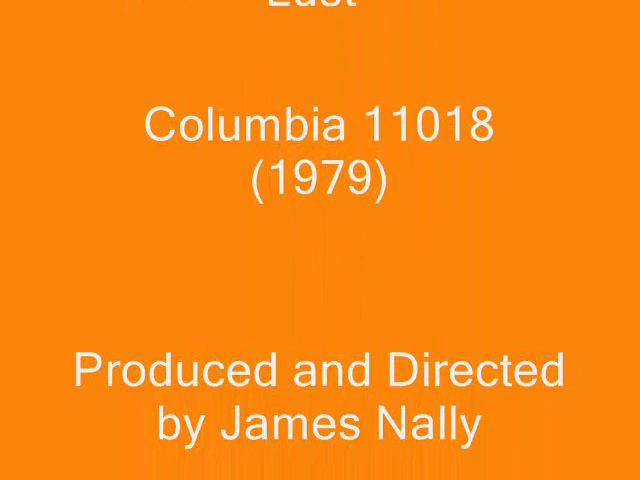 Columbia 11018
(1979)
Produced and Directed
by James Nally